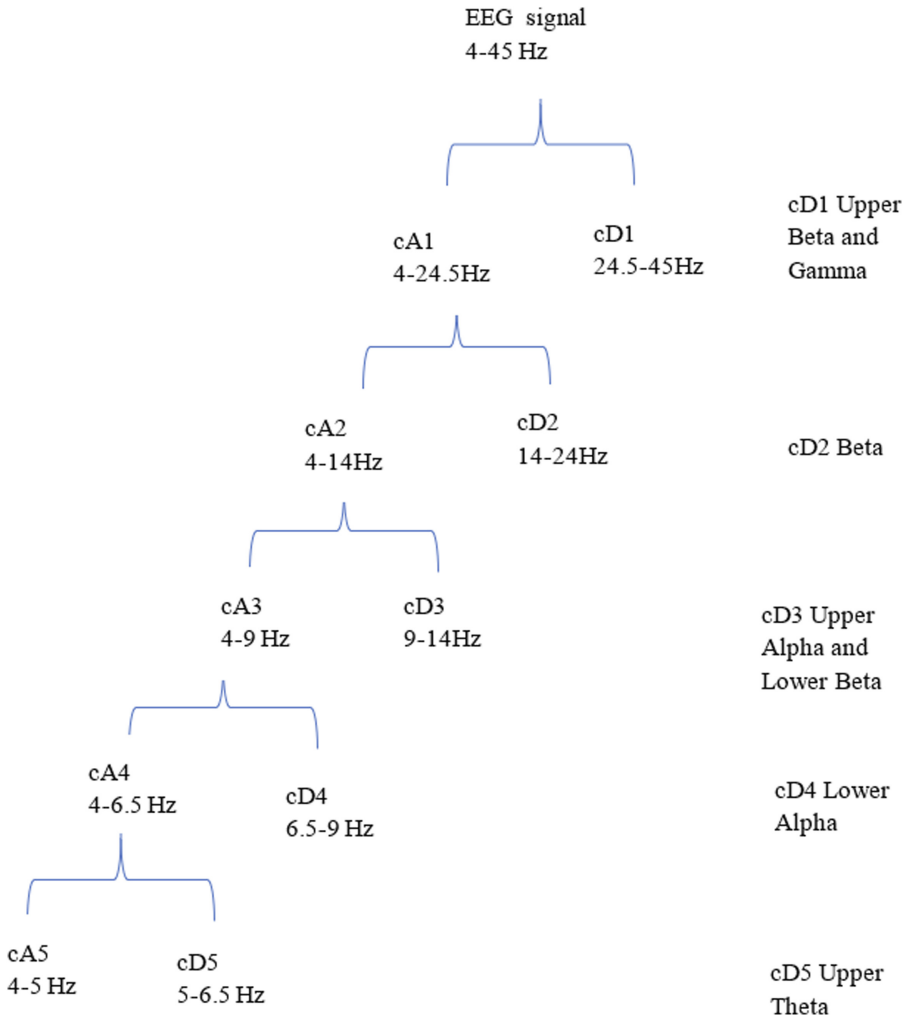 EEG signal
4-45 Hz
cA1
4-24.5Hz
cD1
24.5-45Hz
cD1 Upper
Beta and
Gamma
cA2
4-14Hz
cD2
14-24Hz
cD2 Beta
cA3
4-9 Hz
cD3
9-14Hz
cD3 Upper
Alpha and
Lower Beta
cA4
4-6.5 Hz
cD4
6.5-9 Hz
cD4 Lower
Alpha
cA5
4-5 Hz
cD5
5-6.5 Hz
cD5 Upper
Theta